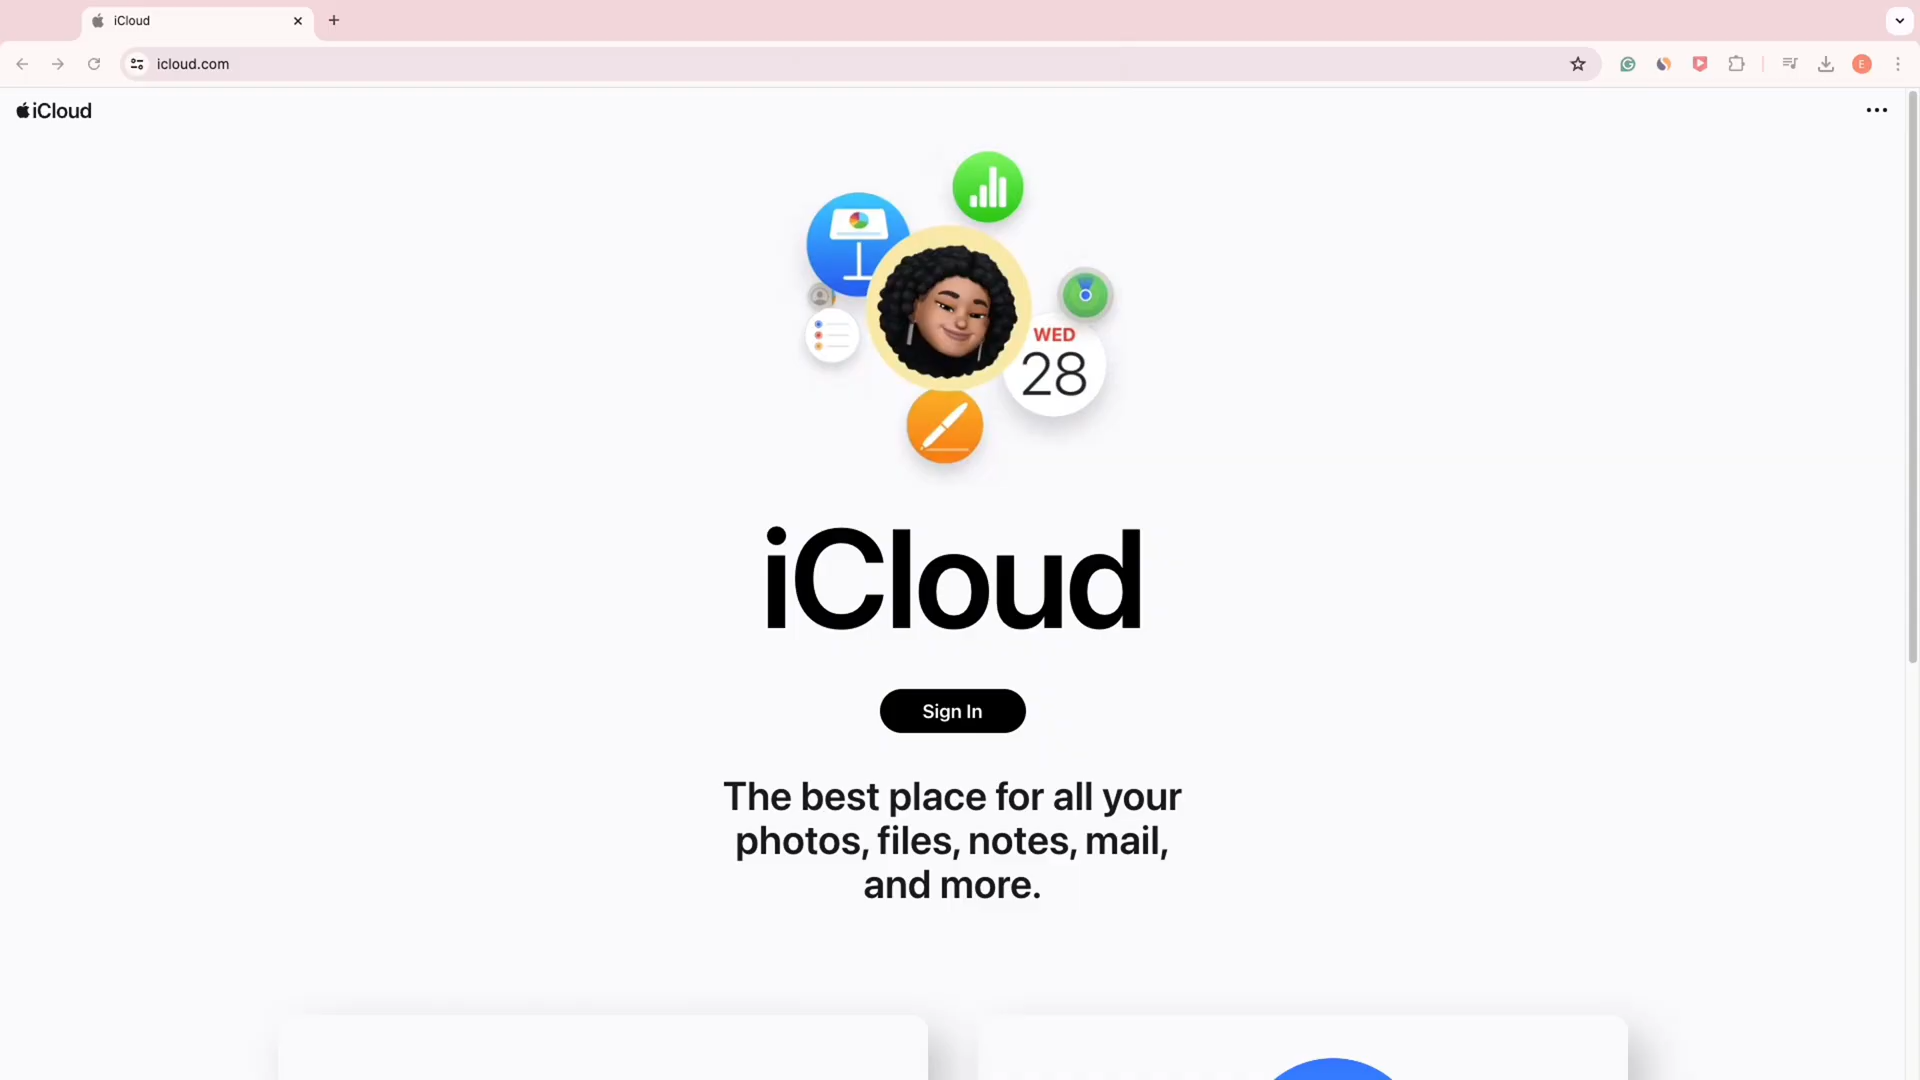 iCloud
icloud.com
E
iCloud
WED
28
iCloud
Sign In
The best place for all your
photos, files, notes, mail,
and more.